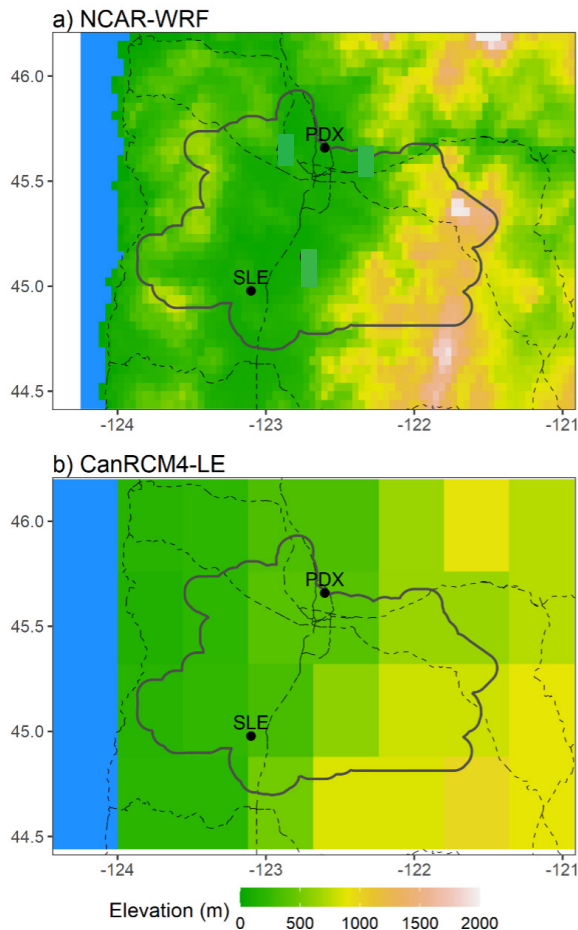 a) NCAR-WRF
46.0
45.5
45.0
44.5
PDX
SLE
-124
-123
-122
-121
b) CanRCM4-LE
46.0
45.5
45.0
44.5
PDX
SLE
-124
-123
-122
-121
Elevation (m)
0 500 1000 1500 2000